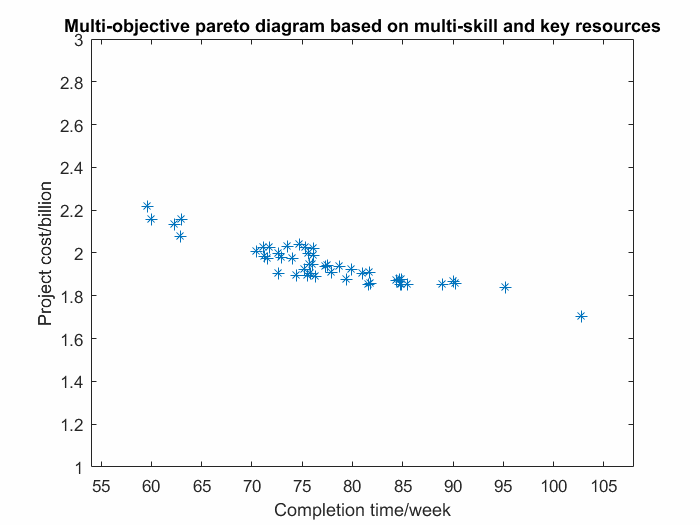 Multi-objective pareto diagram based on multi-skill and key resources
3
2.8
2.6
2.4
2.2
2
1.8
1.6
1.4
1.2
1
Project cost/billion
55 60 65 70 75 80 85 90 95 100 105
Completion time/week